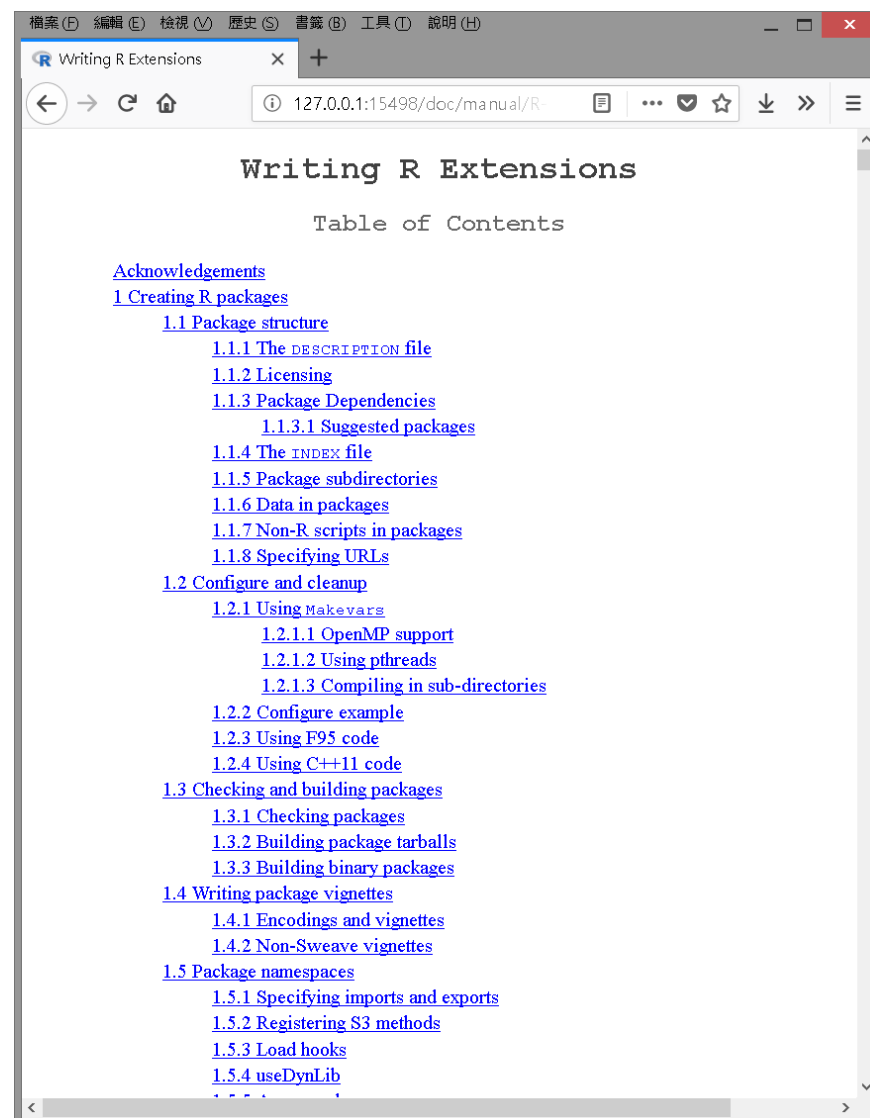 檔案(F) 編輯(E) 檢視(V) 歷史(S) 書籤(B) 工具(T) 說明(H)
Writing R Extensions
127.0.0.1:15498/doc/manual/R-
Writing R Extensions
Table of Contents
Acknowledgements
1 Creating R packages
1.1 Package structure
1.1.1 The DESCRIPTION file
1.1.2 Licensing
1.1.3 Package Dependencies
1.1.3.1 Suggested packages
1.1.4 The INDEX file
1.1.5 Package subdirectories
1.1.6 Data in packages
1.1.7 Non-R scripts in packages
1.1.8 Specifying URLs
1.2 Configure and cleanup
1.2.1 Using Makevars
1.2.1.1 OpenMP support
1.2.1.2 Using pthreads
1.2.1.3 Compiling in sub-directories
1.2.2 Configure example
1.2.3 Using F95 code
1.2.4 Using C++11 code
1.3 Checking and building packages
1.3.1 Checking packages
1.3.2 Building package tarballs
1.3.3 Building binary packages
1.4 Writing package vignettes
1.4.1 Encodings and vignettes
1.4.2 Non-Sweave vignettes
1.5 Package namespaces
1.5.1 Specifying imports and exports
1.5.2 Registering S3 methods
1.5.3 Load hooks
1.5.4 useDynLib